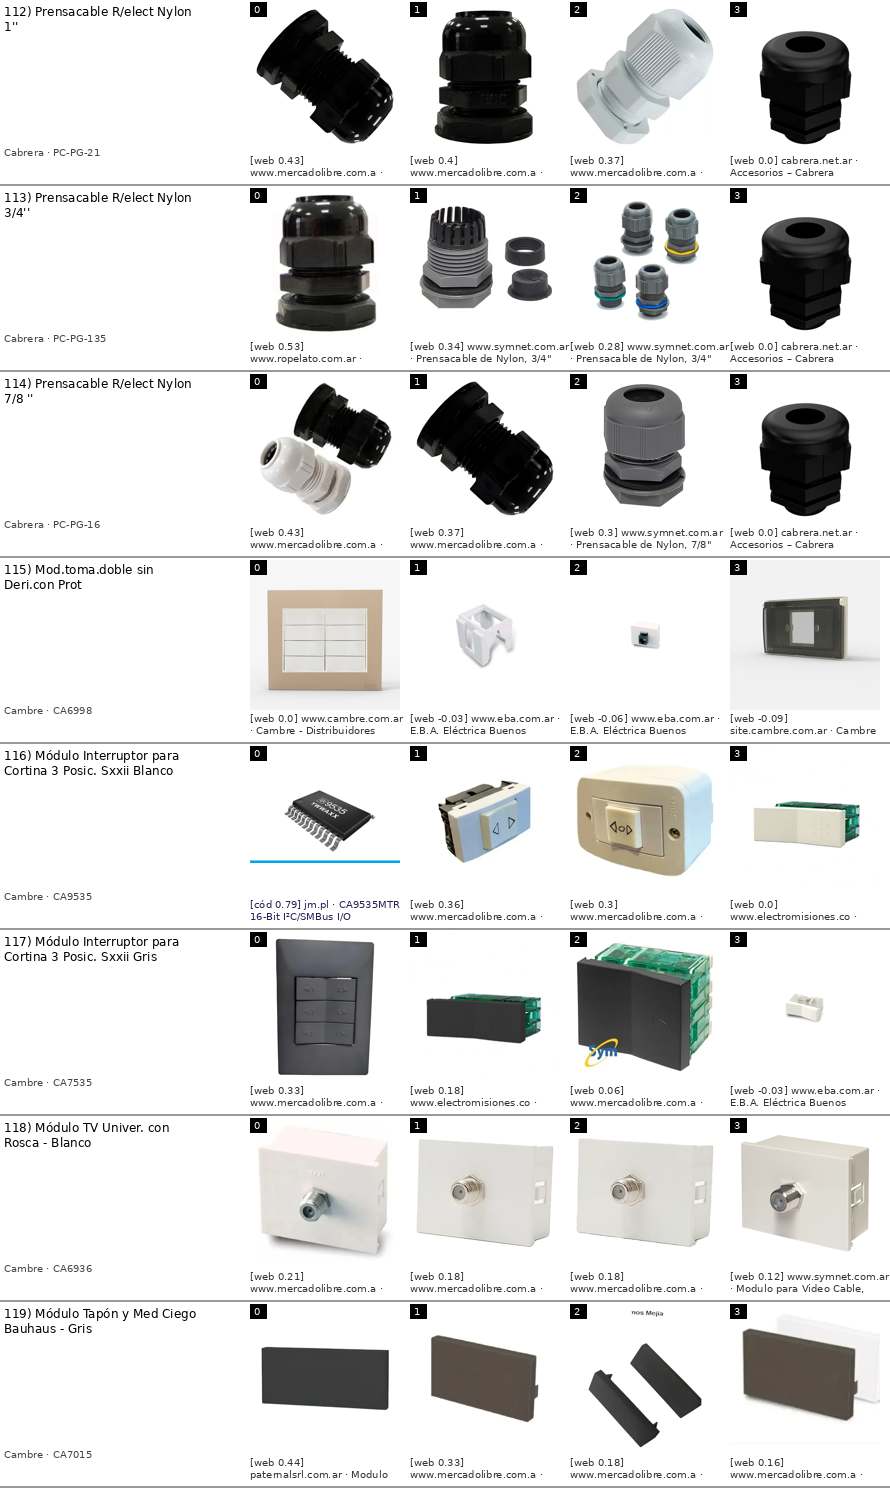 112) Prensacable R/elect Nylon
1''
Cabrera · PC-PG-21
0
[web 0.43]
www.mercadolibre.com.a ·
1
[web 0.4]
www.mercadolibre.com.a ·
2
[web 0.37]
www.mercadolibre.com.a ·
3
[web 0.0] cabrera.net.ar ·
Accesorios – Cabrera
113) Prensacable R/elect Nylon
3/4''
Cabrera · PC-PG-135
0
[web 0.53]
www.ropelato.com.ar ·
1
[web 0.34] www.symnet.com.ar
· Prensacable de Nylon, 3/4"
2
[web 0.28] www.symnet.com.ar
· Prensacable de Nylon, 3/4"
3
[web 0.0] cabrera.net.ar ·
Accesorios – Cabrera
114) Prensacable R/elect Nylon
7/8 ''
Cabrera · PC-PG-16
0
[web 0.43]
www.mercadolibre.com.a ·
1
[web 0.37]
www.mercadolibre.com.a ·
2
[web 0.3] www.symnet.com.ar
· Prensacable de Nylon, 7/8"
3
[web 0.0] cabrera.net.ar ·
Accesorios – Cabrera
115) Mod.toma.doble sin
Deri.con Prot
Cambre · CA6998
0
[web 0.0] www.cambre.com.ar
· Cambre - Distribuidores
1
[web -0.03] www.eba.com.ar ·
E.B.A. Eléctrica Buenos
2
[web -0.06] www.eba.com.ar ·
E.B.A. Eléctrica Buenos
3
[web -0.09]
site.cambre.com.ar · Cambre
116) Módulo Interruptor para
Cortina 3 Posic. Sxxii Blanco
Cambre · CA9535
0
9535
YWWAXX
[cód 0.79] jm.pl · CA9535MTR
16-Bit I²C/SMBus I/O
1
[web 0.36]
www.mercadolibre.com.a ·
2
[web 0.3]
www.mercadolibre.com.a ·
3
[web 0.0]
www.electromisiones.co ·
117) Módulo Interruptor para
Cortina 3 Posic. Sxxii Gris
Cambre · CA7535
0
[web 0.33]
www.mercadolibre.com.a ·
1
[web 0.18]
www.electromisiones.co ·
2
Sym
[web 0.06]
www.mercadolibre.com.a ·
3
[web -0.03] www.eba.com.ar ·
E.B.A. Eléctrica Buenos
118) Módulo TV Univer. con
Rosca - Blanco
Cambre · CA6936
0
[web 0.21]
www.mercadolibre.com.a ·
1
[web 0.18]
www.mercadolibre.com.a ·
2
[web 0.18]
www.mercadolibre.com.a ·
3
[web 0.12] www.symnet.com.ar
· Modulo para Video Cable,
119) Módulo Tapón y Med Ciego
Bauhaus - Gris
Cambre · CA7015
0
[web 0.44]
paternalsrl.com.ar · Modulo
1
[web 0.33]
www.mercadolibre.com.a ·
2
nos Mejia
[web 0.18]
www.mercadolibre.com.a ·
3
[web 0.16]
www.mercadolibre.com.a ·